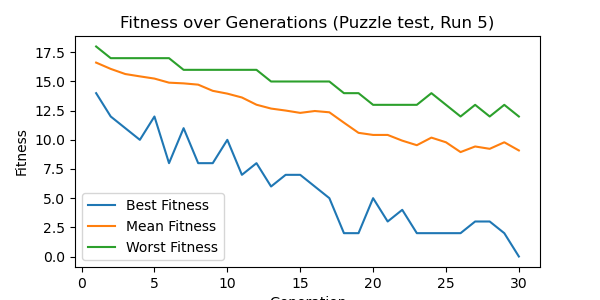 Fitness over Generations (Puzzle test, Run 5)
Fitness
17.5
15.0
12.5
10.0
7.5
5.0
2.5
0.0
Best Fitness
Mean Fitness
Worst Fitness
0 5 10 15 20 25 30
Generation